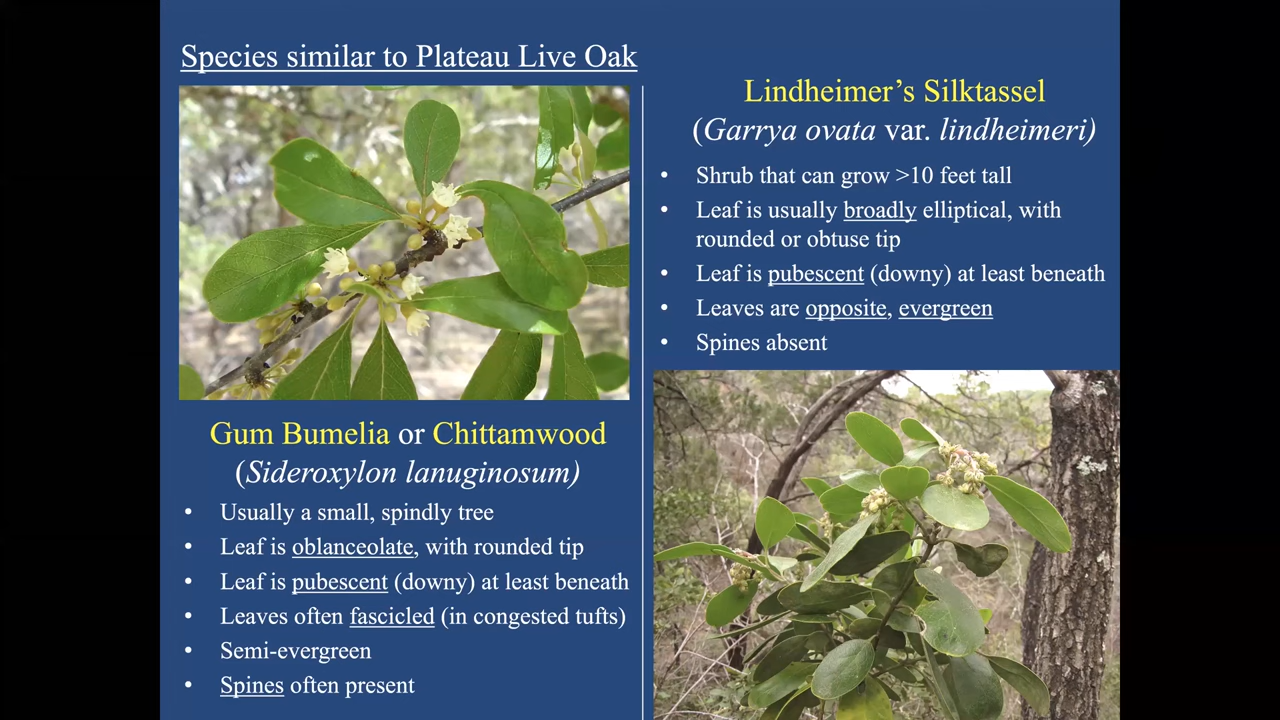 Species similar to Plateau Live Oak
Gum Bumelia or Chittamwood
(Sideroxylon lanuginosum)
• Usually a small, spindly tree
• Leaf is oblanceolate, with rounded tip
• Leaf is pubescent (downy) at least beneath
• Leaves often fascicled (in congested tufts)
• Semi-evergreen
• Spines often present
Lindheimer’s Silktassel
(Garrya ovata var. lindheimeri)
• Shrub that can grow >10 feet tall
• Leaf is usually broadly elliptical, with
rounded or obtuse tip
• Leaf is pubescent (downy) at least beneath
• Leaves are opposite, evergreen
• Spines absent